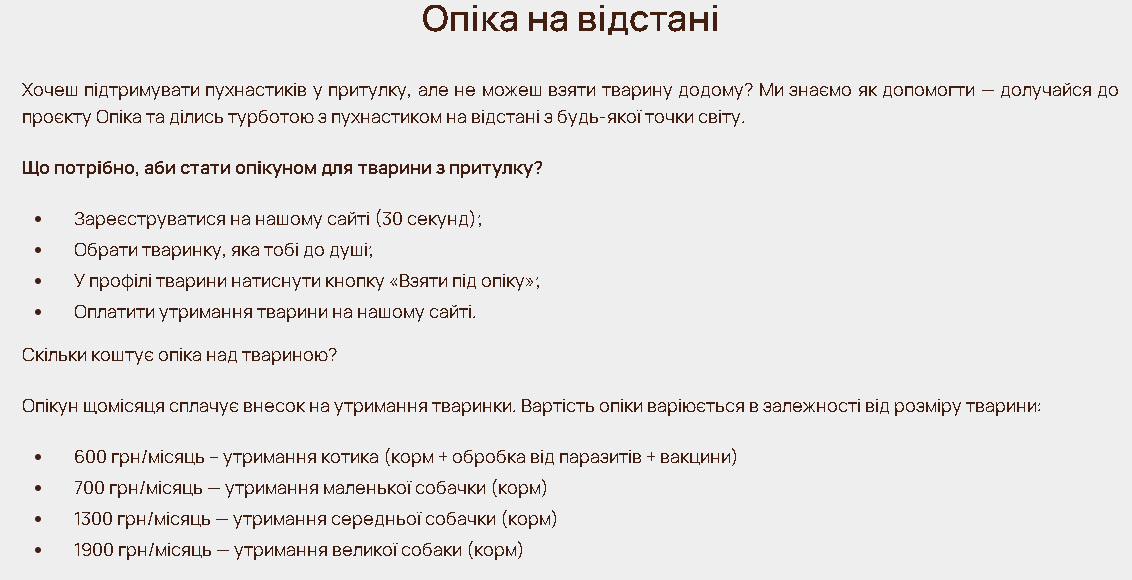 Опіка на відстані
Хочеш підтримувати пухнастиків у притулку, але не можеш взяти тварину додому? Ми знаємо як допомогти — долучайся до
проєкту Опіка та ділись турботою з пухнастиком на відстані з будь-якої точки світу.
Що потрібно, аби стати опікуном для тварини з притулку?
• Зареєструватися на нашому сайті (30 секунд);
• Обрати тваринку, яка тобі до душі;
• У профілі тварини натиснути кнопку «Взяти під опіку»;
• Оплатити утримання тварини на нашому сайті.
Скільки коштує опіка над твариною?
Опікун щомісяця сплачує внесок на утримання тваринки. Вартість опіки варіюється в залежності від розміру тварини:
• 600 грн/місяць – утримання котика (корм + обробка від паразитів + вакцини)
• 700 грн/місяць — утримання маленької собачки (корм)
• 1300 грн/місяць — утримання середньої собачки (корм)
• 1900 грн/місяць — утримання великої собаки (корм)